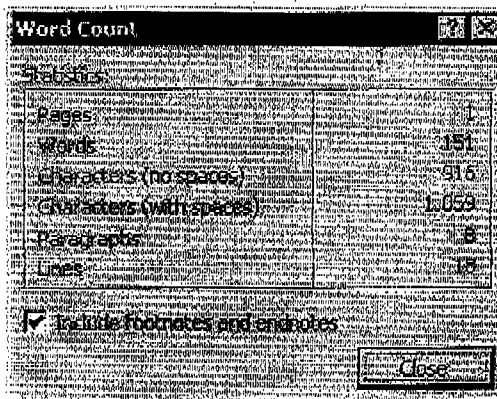 Word Count
Statistics:
Pages 1
Words 151
Characters (no spaces) 916
Characters (with spaces) 1,059
Paragraphs 8
Lines
Include footnotes and endnotes
Close